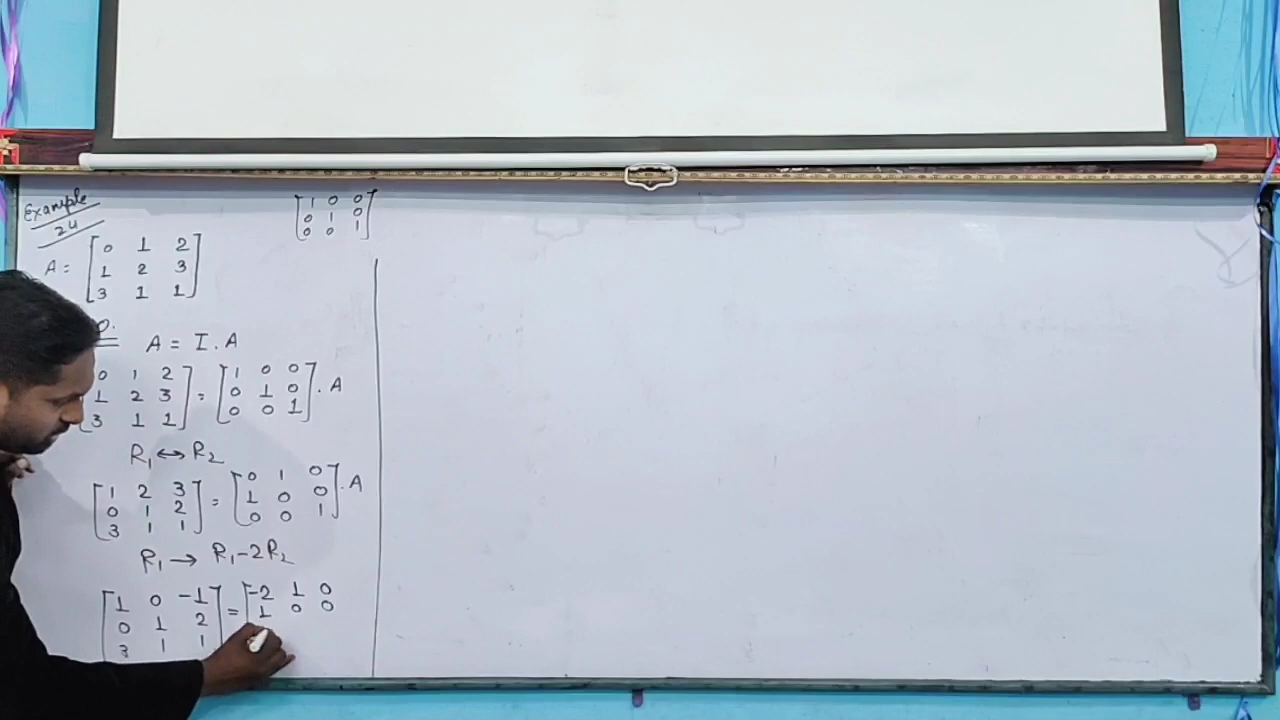 Example
24
1 0 0
0 1 0
0 0 1
A = 0 1 2
1 2 3
3 1 1
A = I . A
0 1 2 1 0 0
1 2 3 = 0 1 0 . A
3 1 1 0 0 1
R₁ ↔ R₂
1 2 3 0 1 0
0 1 2 = 1 0 0 . A
3 1 1 0 0 1
R₁ → R₁ - 2R₂
1 0 -1 -2 1 0
0 1 2 = 1 0 0
3 1 1